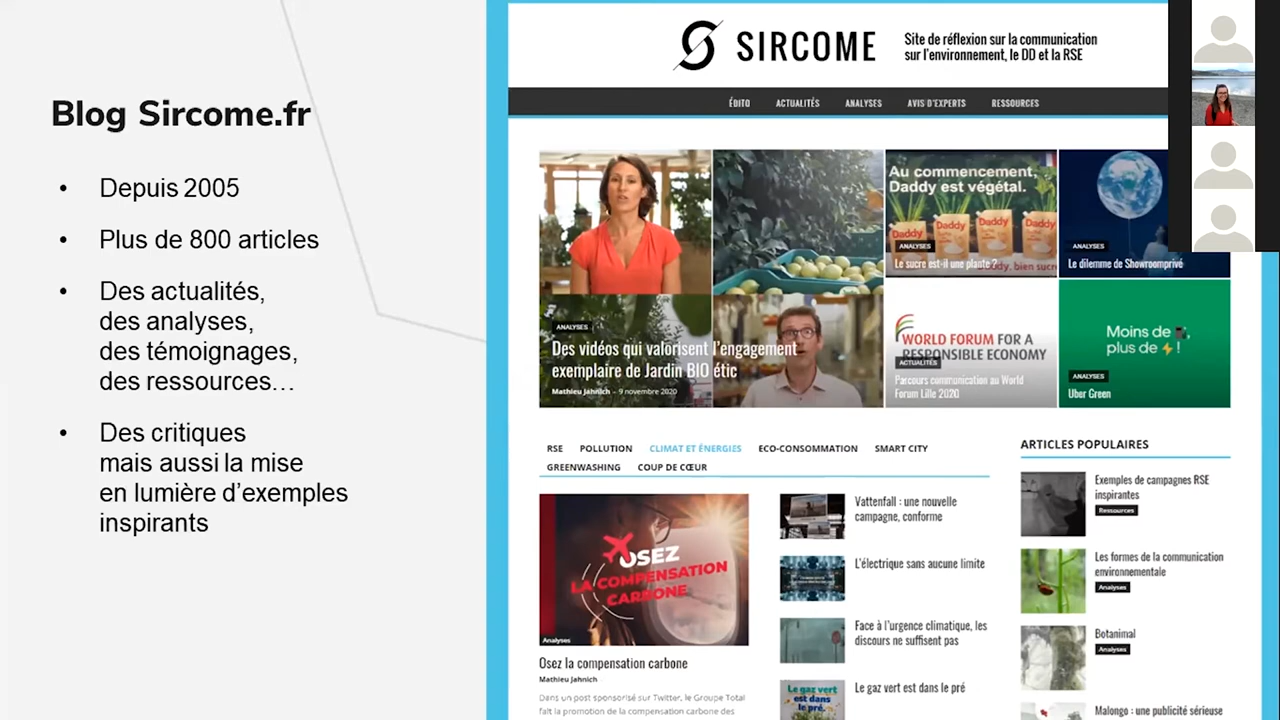 Blog Sircome.fr
• Depuis 2005
• Plus de 800 articles
• Des actualités,
des analyses,
des témoignages,
des ressources…
• Des critiques
mais aussi la mise
en lumière d’exemples
inspirants
SIRCOME
Site de réflexion sur la communication
sur l’environnement, le DD et la RSE
ÉDITO ACTUALITÉS ANALYSES AVIS D'EXPERTS RESSOURCES
ANALYSES
Des vidéos qui valorisent l’engagement
exemplaire de Jardin BIO étic
Mathieu Jahnich – 9 novembre 2020
Au commencement,
Daddy est végétal.
Daddy Daddy Daddy
Daddy, bien sucré
ANALYSES
Le sucre est-il une plante ?
ANALYSES
Le dilemme de Showroomprivé
WORLD FORUM FOR A
RESPONSIBLE ECONOMY
ACTUALITÉS
Parcours communication au World
Forum Lille 2020
Moins de
plus de ⚡ !
ANALYSES
Uber Green
RSE POLLUTION CLIMAT ET ÉNERGIES ECO-CONSOMMATION SMART CITY
GREENWASHING COUP DE CŒUR
OSEZ
LA COMPENSATION
CARBONE
Analyses
Osez la compensation carbone
Mathieu Jahnich
Dans un post sponsorisé sur Twitter, le Groupe Total
fait la promotion de la compensation carbone des
Vattenfall : une nouvelle
campagne, conforme
L’électrique sans aucune limite
Face à l’urgence climatique, les
discours ne suffisent pas
Le gaz vert
est dans
le pré.
Le gaz vert est dans le pré
ARTICLES POPULAIRES
Exemples de campagnes RSE
inspirantes
Ressources
Les formes de la communication
environnementale
Analyses
Botanimal
Analyses
Malongo : une publicité sérieuse